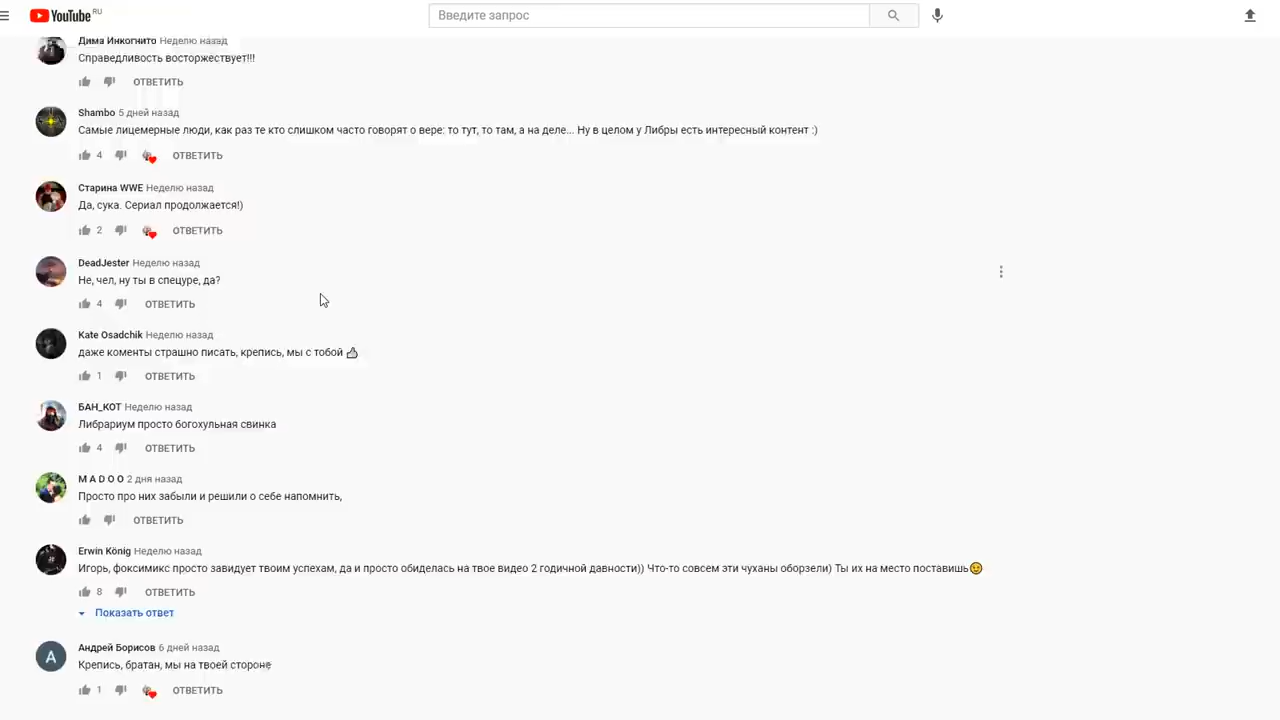 YouTube RU
Введите запрос
Дима Инкогнито Неделю назад
Справедливость восторжествует!!!
ОТВЕТИТЬ
Shambo 5 дней назад
Самые лицемерные люди, как раз те кто слишком часто говорят о вере: то тут, то там, а на деле... Ну в целом у Либры есть интересный контент :)
4 ОТВЕТИТЬ
Старина WWE Неделю назад
Да, сука. Сериал продолжается!)
2 ОТВЕТИТЬ
DeadJester Неделю назад
Не, чел, ну ты в спецуре, да?
4 ОТВЕТИТЬ
Kate Osadchik Неделю назад
даже коменты страшно писать, крепись, мы с тобой 👍
1 ОТВЕТИТЬ
БАН_КОТ Неделю назад
Либрариум просто богохульная свинка
4 ОТВЕТИТЬ
M A D O O 2 дня назад
Просто про них забыли и решили о себе напомнить,
ОТВЕТИТЬ
Erwin König Неделю назад
Игорь, фоксимикс просто завидует твоим успехам, да и просто обиделась на твое видео 2 годичной давности)) Что-то совсем эти чуханы оборзели) Ты их на место поставишь😉
8 ОТВЕТИТЬ
Показать ответ
А
Андрей Борисов 6 дней назад
Крепись, братан, мы на твоей стороне
1 ОТВЕТИТЬ